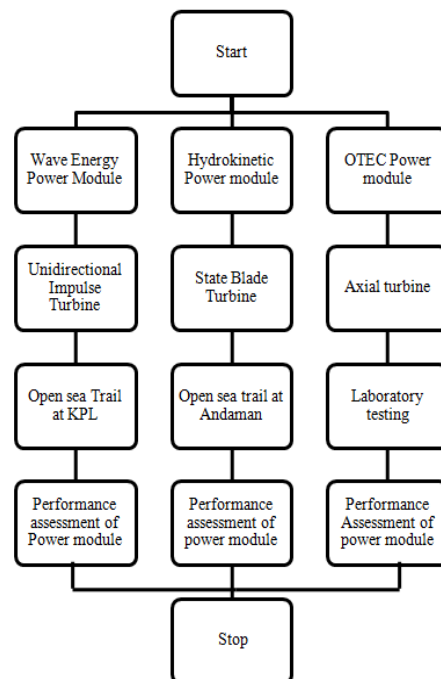 Start
Wave Energy
Power Module
Hydrokinetic
Power module
OTEC Power
module
Unidirectional
Impulse
Turbine
State Blade
Turbine
Axial turbine
Open sea Trail
at KPL
Open sea trail at
Andaman
Laboratory
testing
Performance
assessment of
Power module
Performance
assessment of
power module
Performance
Assessment of
power module
Stop